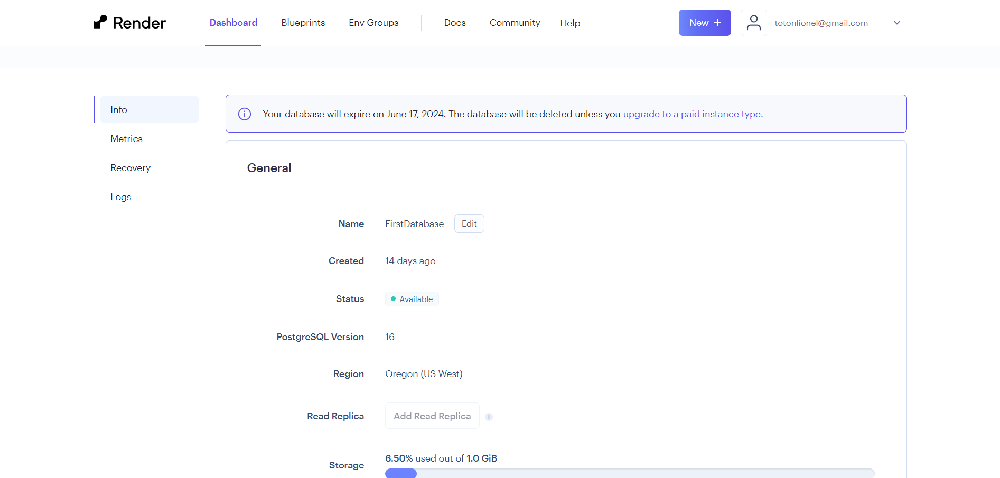 Render
Dashboard
Blueprints
Env Groups
Docs
Community
Help
New +
totonlionel@gmail.com
Info
Metrics
Recovery
Logs
Your database will expire on June 17, 2024. The database will be deleted unless you upgrade to a paid instance type.
General
Name FirstDatabase Edit
Created 14 days ago
Status Available
PostgreSQL Version 16
Region Oregon (US West)
Read Replica Add Read Replica i
Storage 6.50% used out of 1.0 GiB